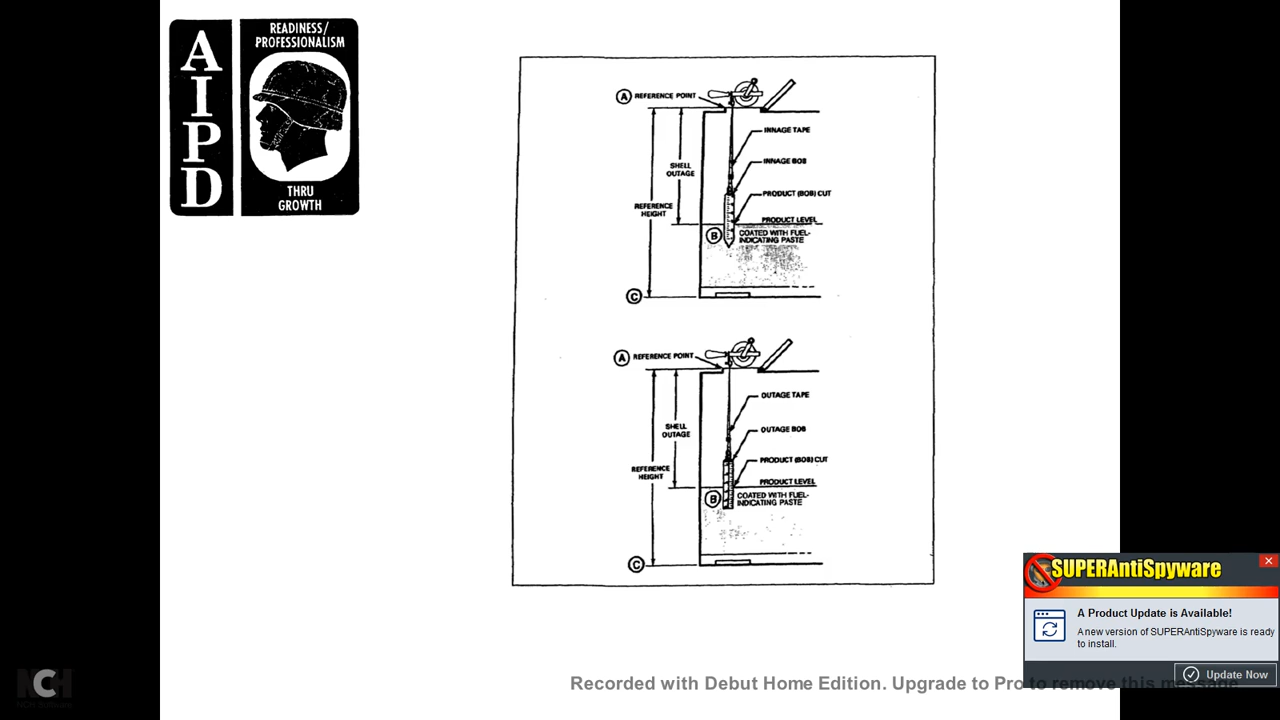 AIPD
READINESS/
PROFESSIONALISM
THRU
GROWTH
A REFERENCE POINT
INNAGE TAPE
INNAGE BOB
SHELL
OUTAGE
PRODUCT (BOB) CUT
REFERENCE
HEIGHT
PRODUCT LEVEL
B COATED WITH FUEL-
INDICATING PASTE
C
A REFERENCE POINT
OUTAGE TAPE
SHELL
OUTAGE
OUTAGE BOB
PRODUCT (BOB) CUT
REFERENCE
HEIGHT
PRODUCT LEVEL
B COATED WITH FUEL-
INDICATING PASTE
C
SUPERAntiSpyware
A Product Update is Available!
A new version of SUPERAntiSpyware is ready
to install.
Update Now
NCH
NCH Software
Recorded with Debut Home Edition. Upgrade to Pro to remove this message